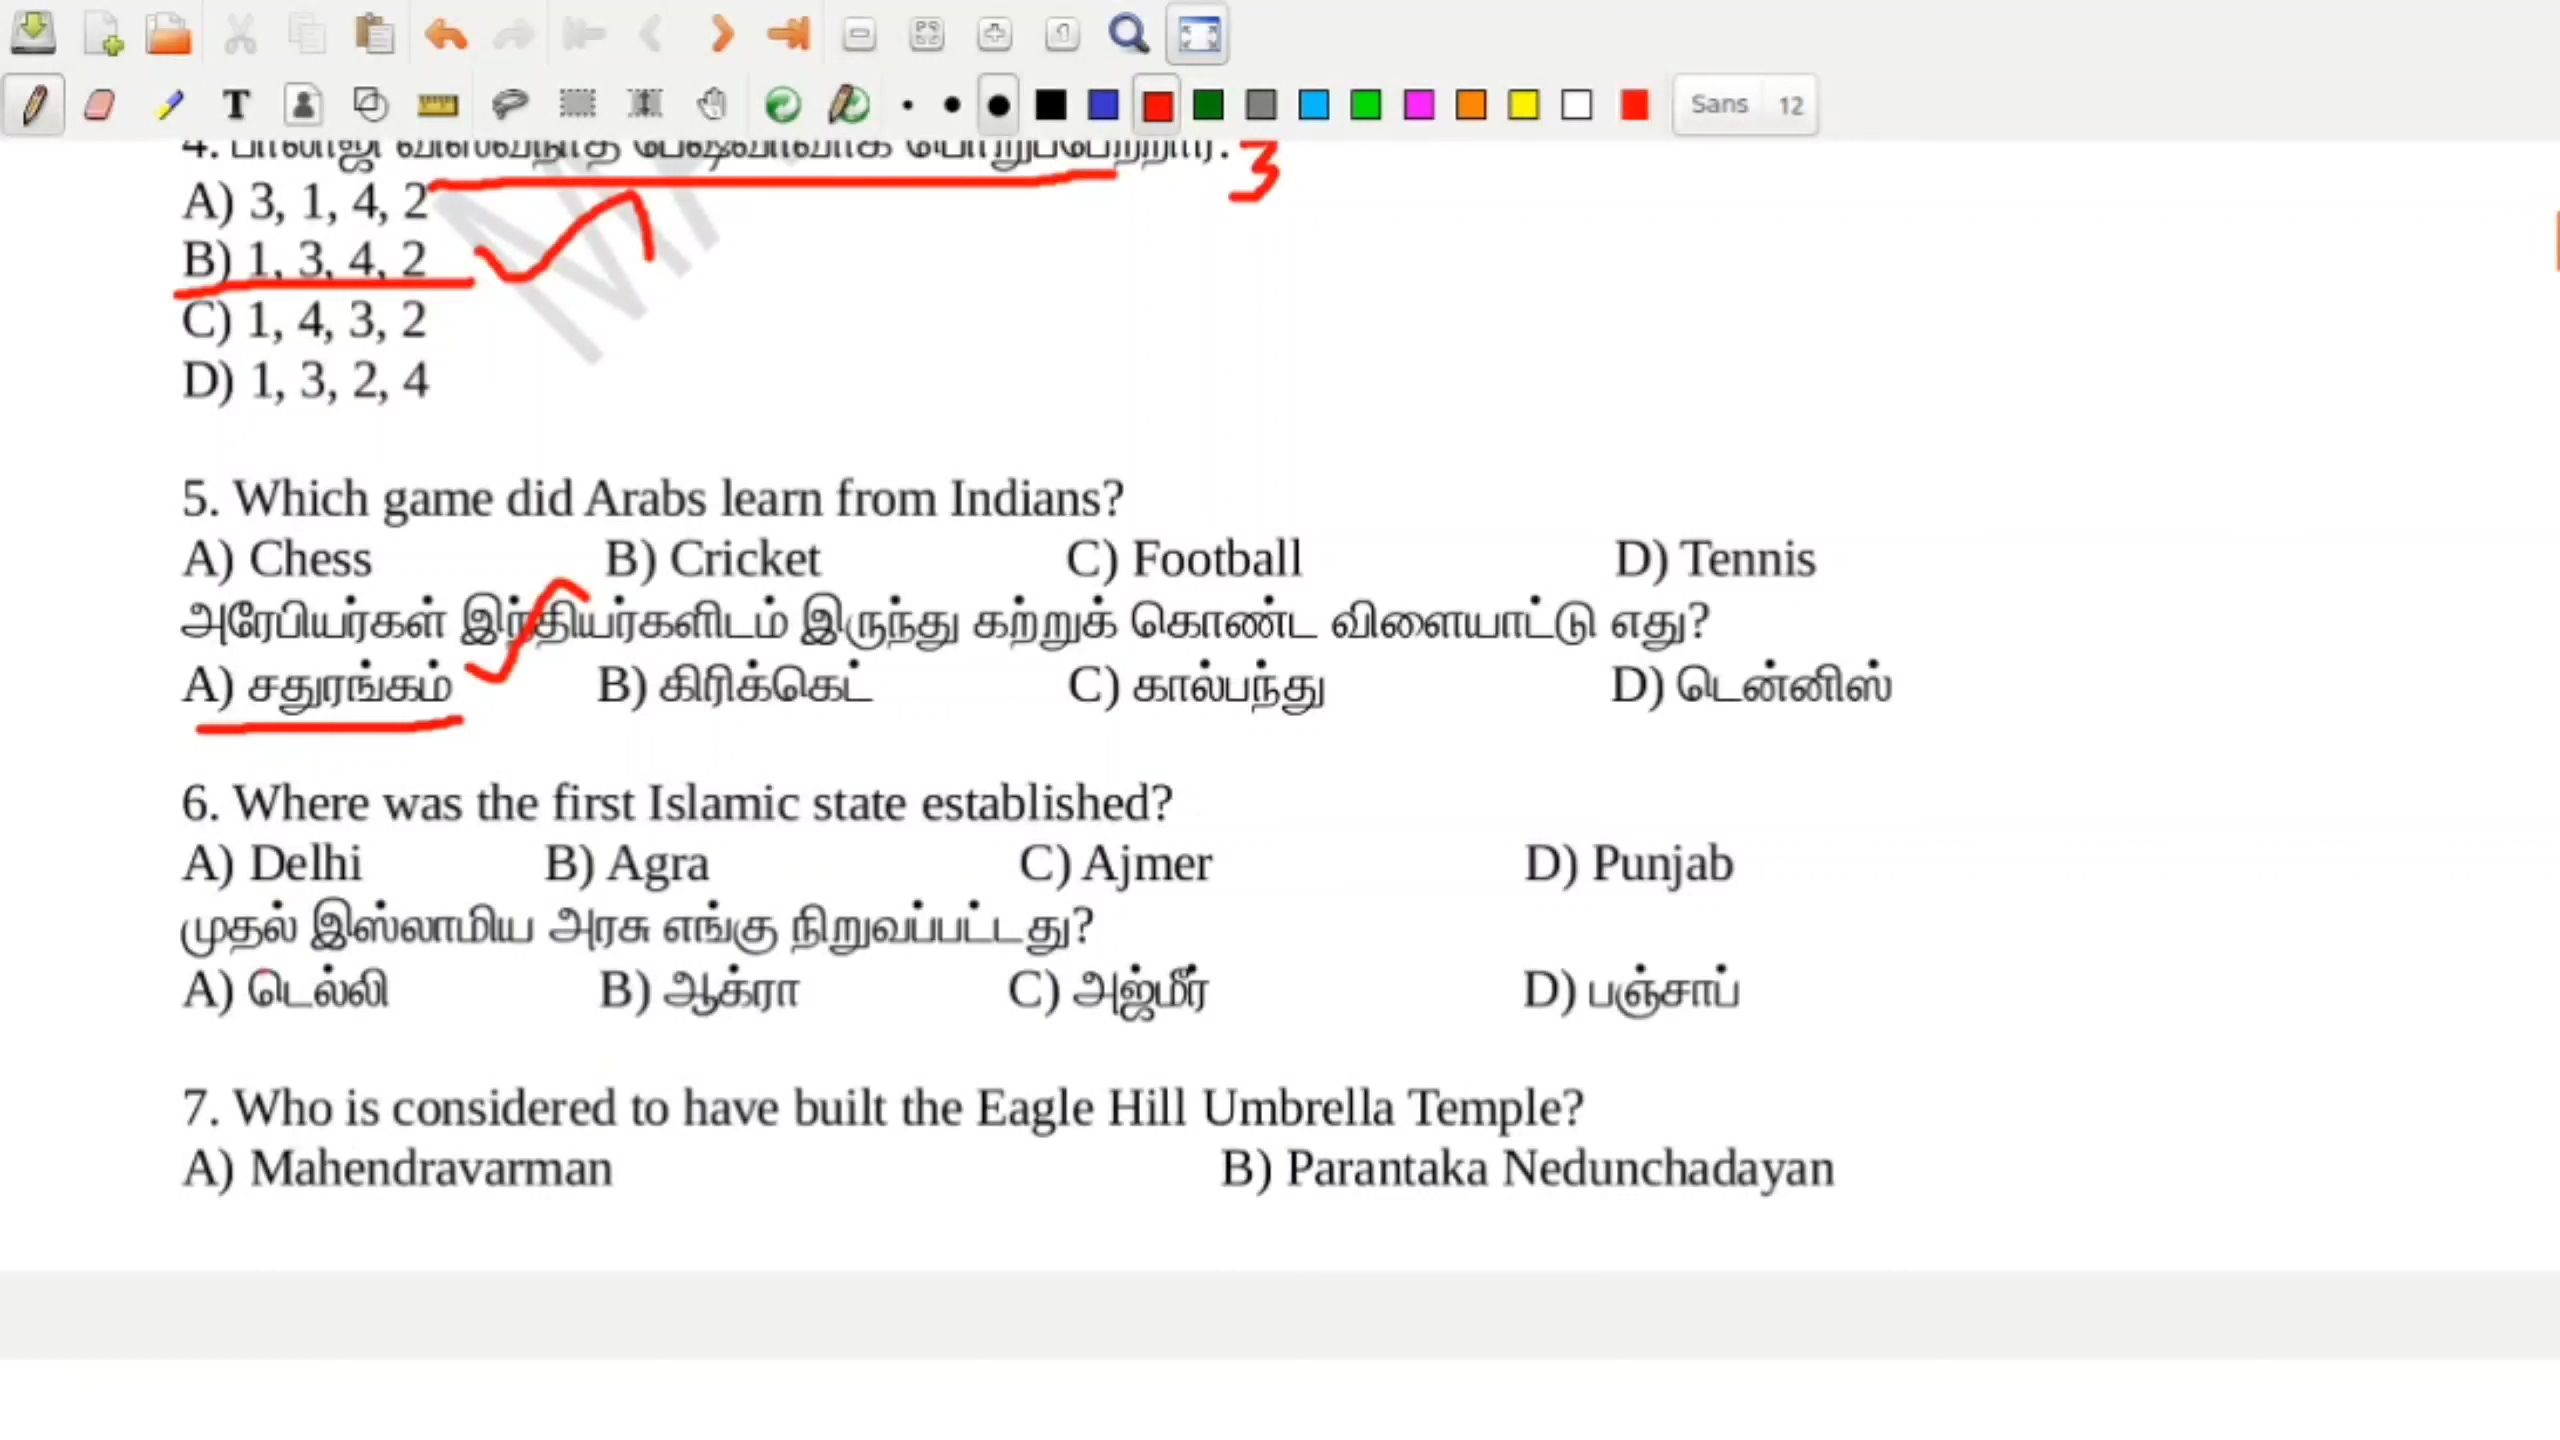 Sans 12
4. பாலாஜி விஸ்வநாத் பேஷ்வாவாக பொறுப்பேற்றார். 3
A) 3, 1, 4, 2
B) 1, 3, 4, 2
C) 1, 4, 3, 2
D) 1, 3, 2, 4
5. Which game did Arabs learn from Indians?
A) Chess B) Cricket C) Football D) Tennis
அரேபியர்கள் இந்தியர்களிடம் இருந்து கற்றுக் கொண்ட விளையாட்டு எது?
A) சதுரங்கம் B) கிரிக்கெட் C) கால்பந்து D) டென்னிஸ்
6. Where was the first Islamic state established?
A) Delhi B) Agra C) Ajmer D) Punjab
முதல் இஸ்லாமிய அரசு எங்கு நிறுவப்பட்டது?
A) டெல்லி B) ஆக்ரா C) அஜ்மீர் D) பஞ்சாப்
7. Who is considered to have built the Eagle Hill Umbrella Temple?
A) Mahendravarman B) Parantaka Nedunchadayan